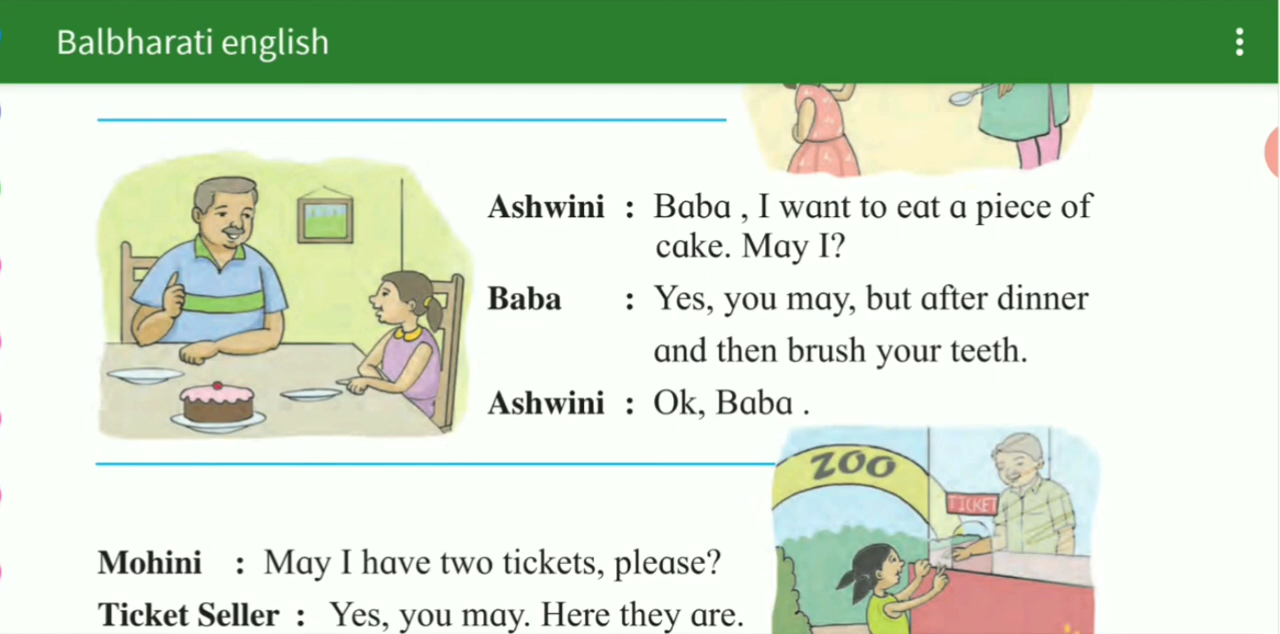 Balbharati english
Ashwini : Baba , I want to eat a piece of
cake. May I?
Baba : Yes, you may, but after dinner
and then brush your teeth.
Ashwini : Ok, Baba .
ZOO
TICKET
Mohini : May I have two tickets, please?
Ticket Seller : Yes, you may. Here they are.